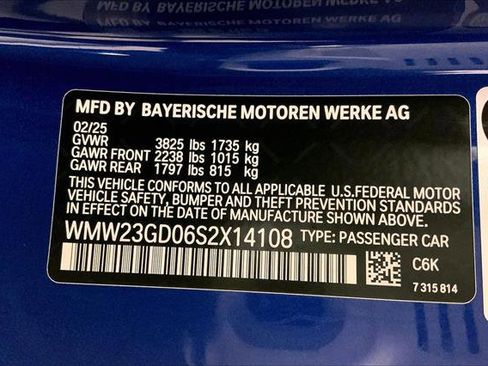 MFD BY BAYERISCHE MOTOREN WERKE AG
02/25
GVWR 3825 lbs 1735 kg
GAWR FRONT 2238 lbs 1015 kg
GAWR REAR 1797 lbs 815 kg
THIS VEHICLE CONFORMS TO ALL APPLICABLE U.S.FEDERAL MOTOR
VEHICLE SAFETY, BUMPER AND THEFT PREVENTION STANDARDS
IN EFFECT ON THE DATE OF MANUFACTURE SHOWN ABOVE.
WMW23GD06S2X14108 TYPE: PASSENGER CAR
C6K
7 315 814